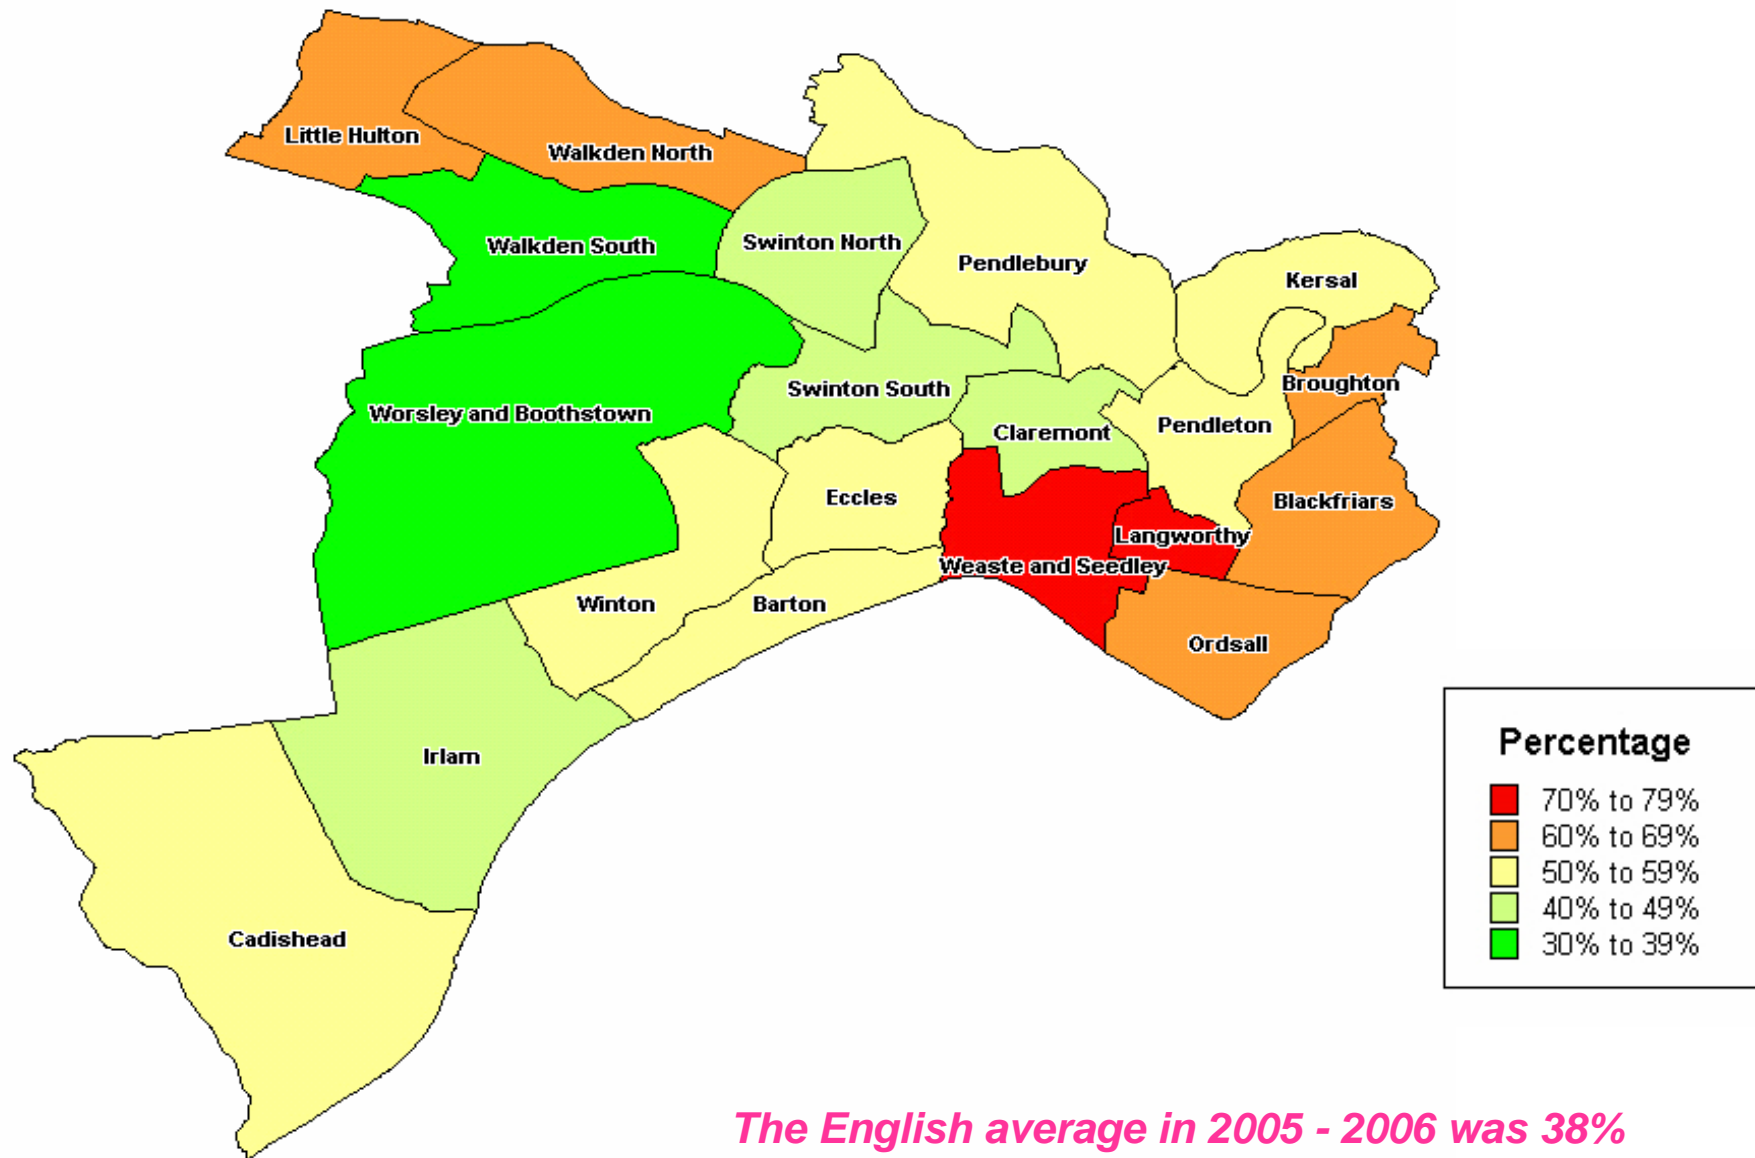 Little Hulton
Walkden North
Walkden South
Swinton North
Pendlebury
Kersal
Swinton South
Broughton
Worsley and Boothstown
Claremont
Pendleton
Eccles
Blackfriars
Langworthy
Weaste and Seedley
Winton
Barton
Ordsall
Irlam
Cadishead
Percentage
70% to 79%
60% to 69%
50% to 59%
40% to 49%
30% to 39%
The English average in 2005 - 2006 was 38%